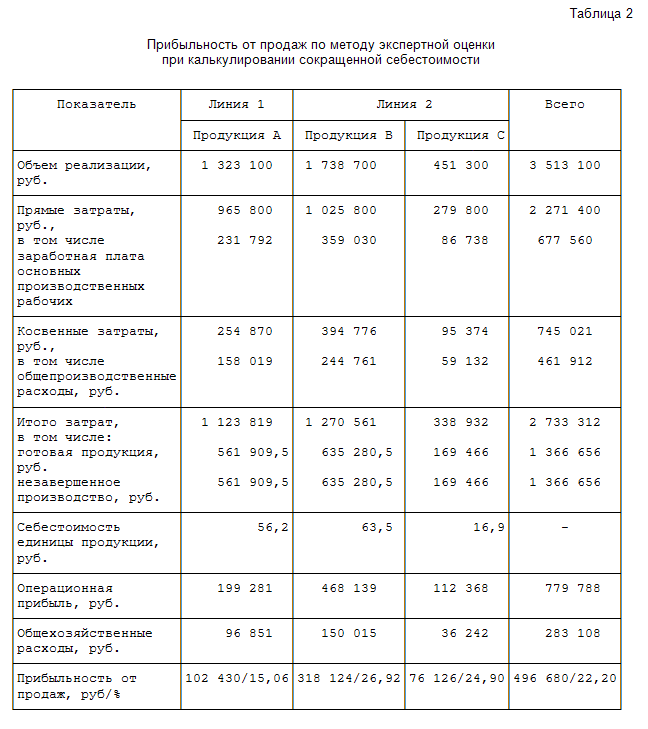 Таблица 2
Прибыльность от продаж по методу экспертной оценки
при калькулировании сокращенной себестоимости
Показатель Линия 1 Линия 2 Всего
Продукция A Продукция B Продукция C
Объем реализации, 1 323 100 1 738 700 451 300 3 513 100
руб.
Прямые затраты, 965 800 1 025 800 279 800 2 271 400
руб.,
в том числе 231 792 359 030 86 738 677 560
заработная плата
основных
производственных
рабочих
Косвенные затраты, 254 870 394 776 95 374 745 021
руб.,
в том числе 158 019 244 761 59 132 461 912
общепроизводственные
расходы, руб.
Итого затрат, 1 123 819 1 270 561 338 932 2 733 312
в том числе:
готовая продукция, 561 909,5 635 280,5 169 466 1 366 656
руб.
незавершенное 561 909,5 635 280,5 169 466 1 366 656
производство, руб.
Себестоимость 56,2 63,5 16,9 –
единицы продукции,
руб.
Операционная 199 281 468 139 112 368 779 788
прибыль, руб.
Общехозяйственные 96 851 150 015 36 242 283 108
расходы, руб.
Прибыльность от 102 430/15,06 318 124/26,92 76 126/24,90 496 680/22,20
продаж, руб/%